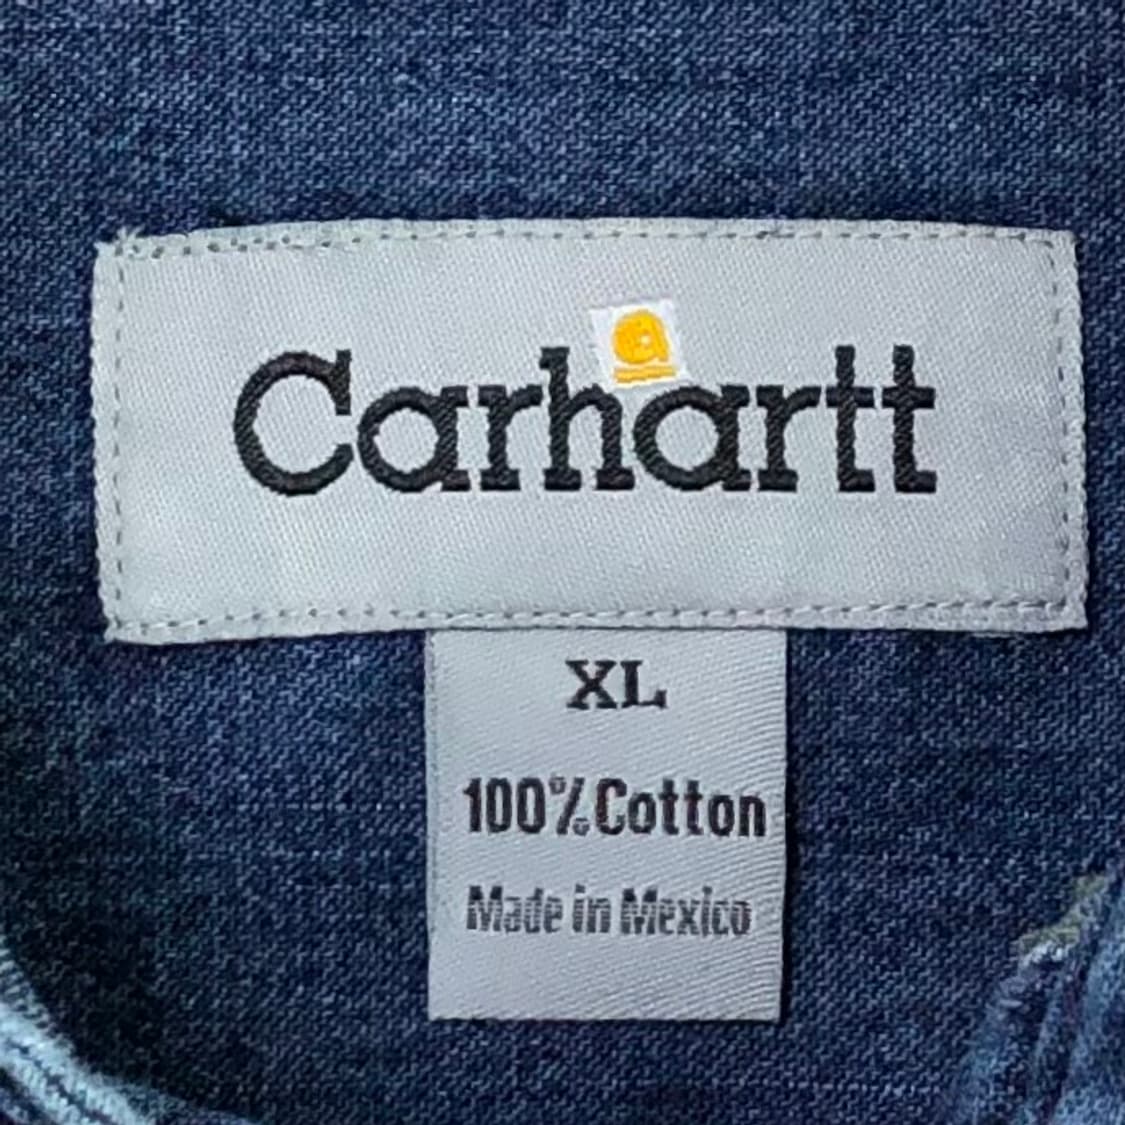 Carhartt
XL
100% Cotton
Made in Mexico